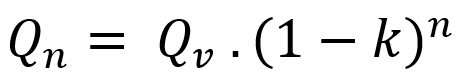 Qₙ = Qᵥ . (1 − k)ⁿ